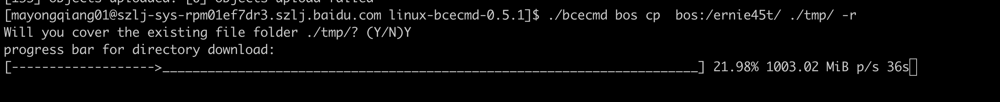 [155] objects uploaded. [0] objects upload failed
[mayongqiang01@szlj-sys-rpm01ef7dr3.szlj.baidu.com linux-bcecmd-0.5.1]$ ./bcecmd bos cp  bos:/ernie45t/ ./tmp/ -r
Will you cover the existing file folder ./tmp/? (Y/N)Y
progress bar for directory download:
[------------------->_______________________________________________________________________] 21.98% 1003.02 MiB p/s 36s